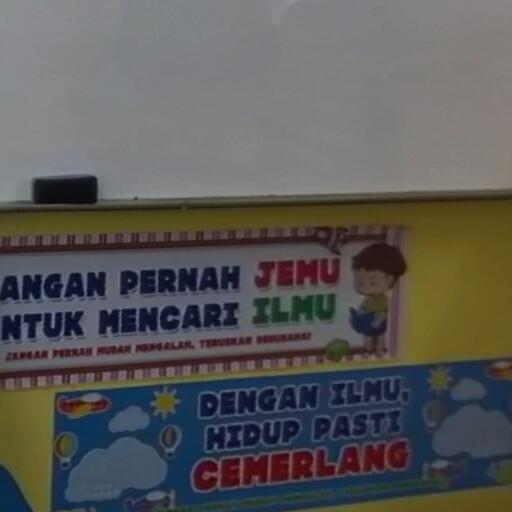 ANGAN PERNAH JEMU
NTUK MENCARI ILMU
JANGAN PERNAH MUDAH MENGALAH, TERUSKAN BERUSAHA!
DENGAN ILMU,
HIDUP PASTI
CEMERLANG